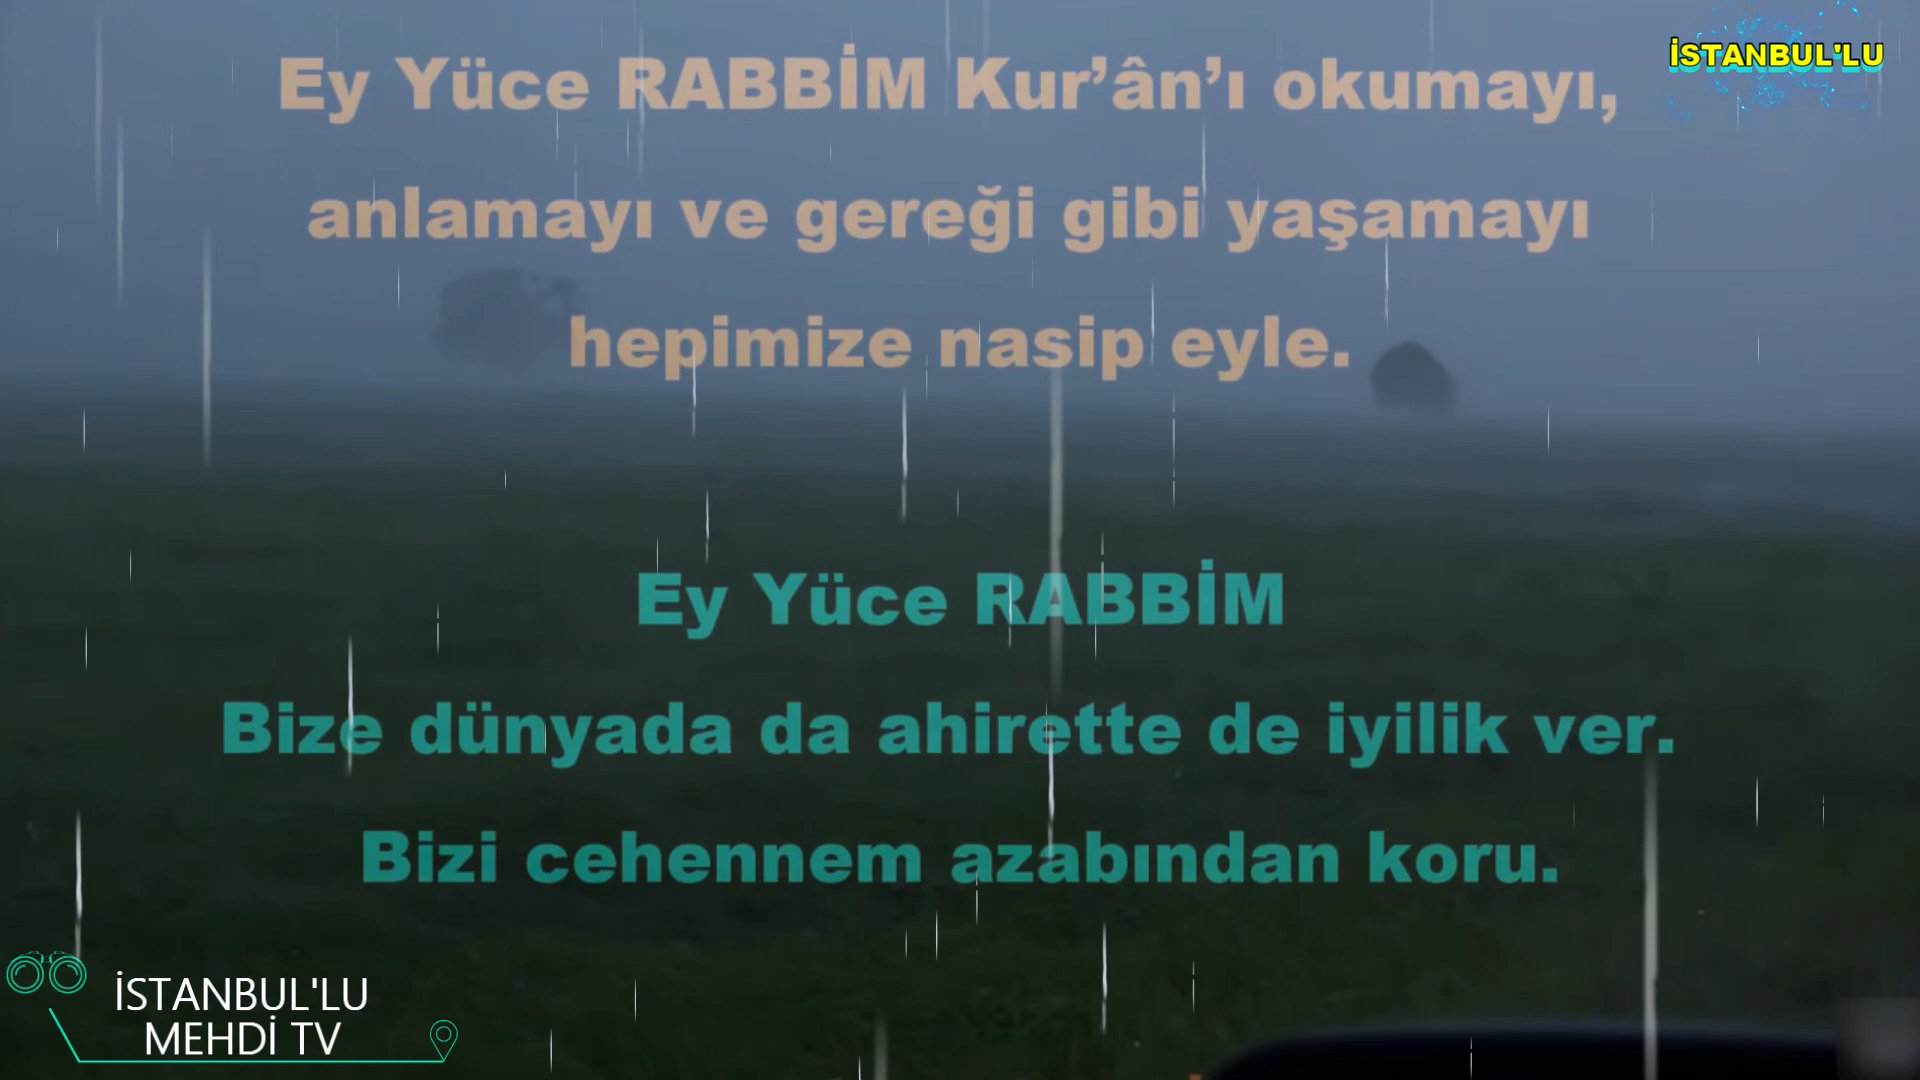 İSTANBUL'LU
Ey Yüce RABBİM Kur’ân’ı okumayı,
anlamayı ve gereği gibi yaşamayı
hepimize nasip eyle.
Ey Yüce RABBİM
Bize dünyada da ahirette de iyilik ver.
Bizi cehennem azabından koru.
İSTANBUL'LU
MEHDİ TV